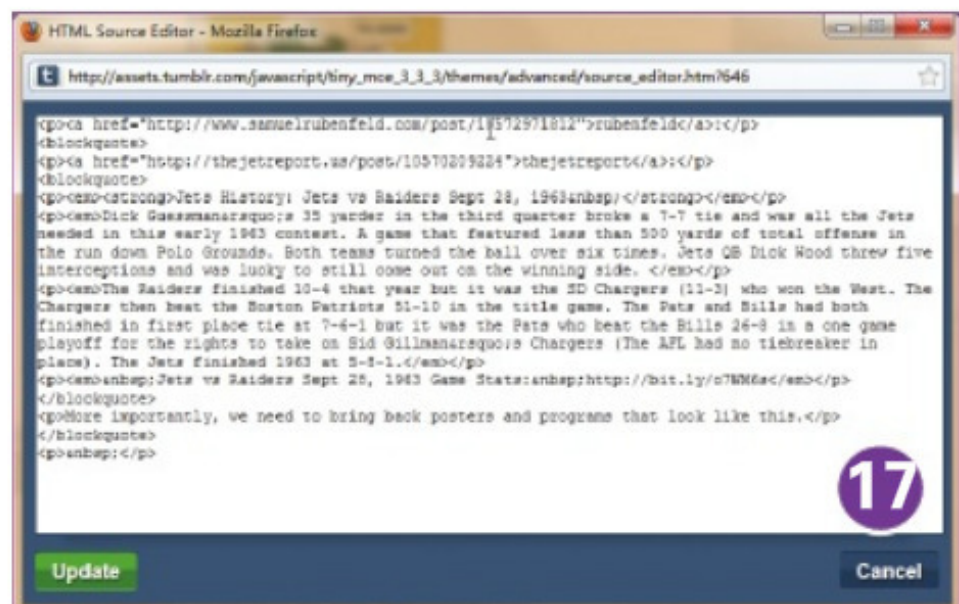 HTML Source Editor - Mozilla Firefox
http://assets.tumblr.com/javascript/tiny_mce_3_3_3/themes/advanced/source_editor.htm?646
<p><a href="http://www.samuelrubenfeld.com/post/10572971812">rubenfeld</a>:</p>
<blockquote>
<p><a href="http://thejetreport.us/post/10570209224">thejetreport</a>:</p>
<blockquote>
<p><em><strong>Jets History: Jets vs Raiders Sept 28, 1963&nbsp;</strong></em></p>
<p><em>Dick Guessman&rsquo;s 35 yarder in the third quarter broke a 7-7 tie and was all the Jets
needed in this early 1963 contest. A game that featured less than 500 yards of total offense in
the run down Polo Grounds. Both teams turned the ball over six times. Jets QB Dick Wood threw five
interceptions and was lucky to still come out on the winning side. </em></p>
<p><em>The Raiders finished 10-4 that year but it was the SD Chargers (11-3) who won the West. The
Chargers then beat the Boston Patriots 51-10 in the title game. The Pats and Bills had both
finished in first place tie at 7-6-1 but it was the Pats who beat the Bills 26-8 in a one game
playoff for the rights to take on Sid Gillman&rsquo;s Chargers (The AFL had no tiebreaker in
place). The Jets finished 1963 at 5-8-1.</em></p>
<p><em>&nbsp;Jets vs Raiders Sept 28, 1963 Game Stats:&nbsp;</em></p>
</blockquote>
<p>More importantly, we need to bring back posters and programs that look like this.</p>
</blockquote>
<p>&nbsp;</p>
17
Update
Cancel